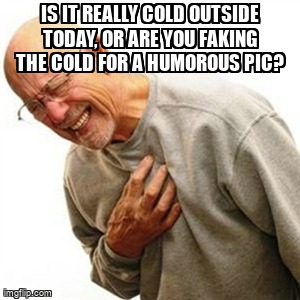 IS IT REALLY COLD OUTSIDE
TODAY, OR ARE YOU FAKING
THE COLD FOR A HUMOROUS PIC?
imgflip.com